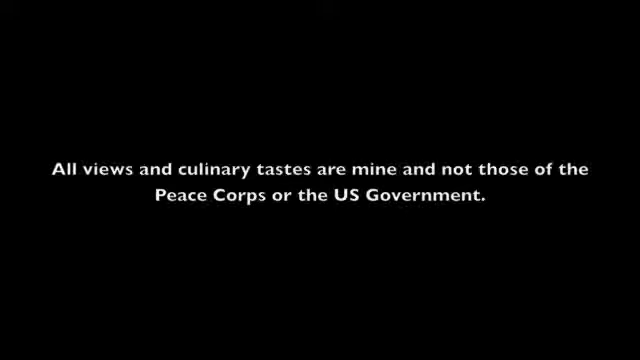 All views and culinary tastes are mine and not those of the
Peace Corps or the US Government.